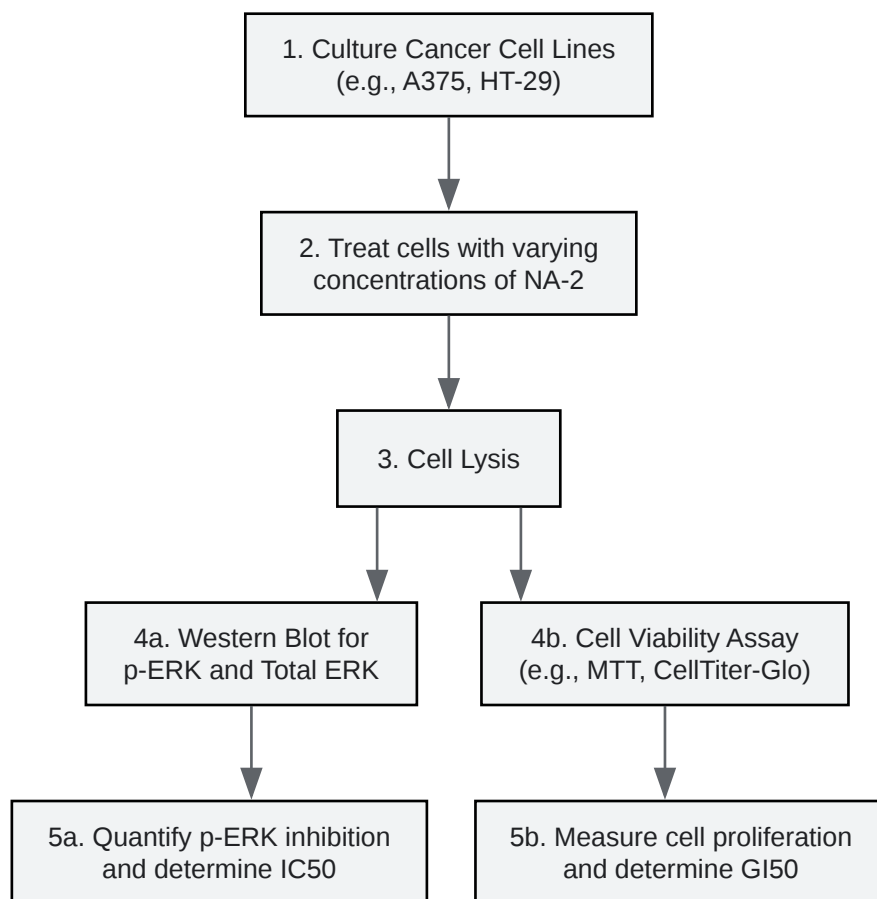 1. Culture Cancer Cell Lines
(e.g., A375, HT-29)
2. Treat cells with varying
concentrations of NA-2
3. Cell Lysis
4a. Western Blot for
p-ERK and Total ERK
4b. Cell Viability Assay
(e.g., MTT, CellTiter-Glo)
5a. Quantify p-ERK inhibition
and determine IC50
5b. Measure cell proliferation
and determine GI50